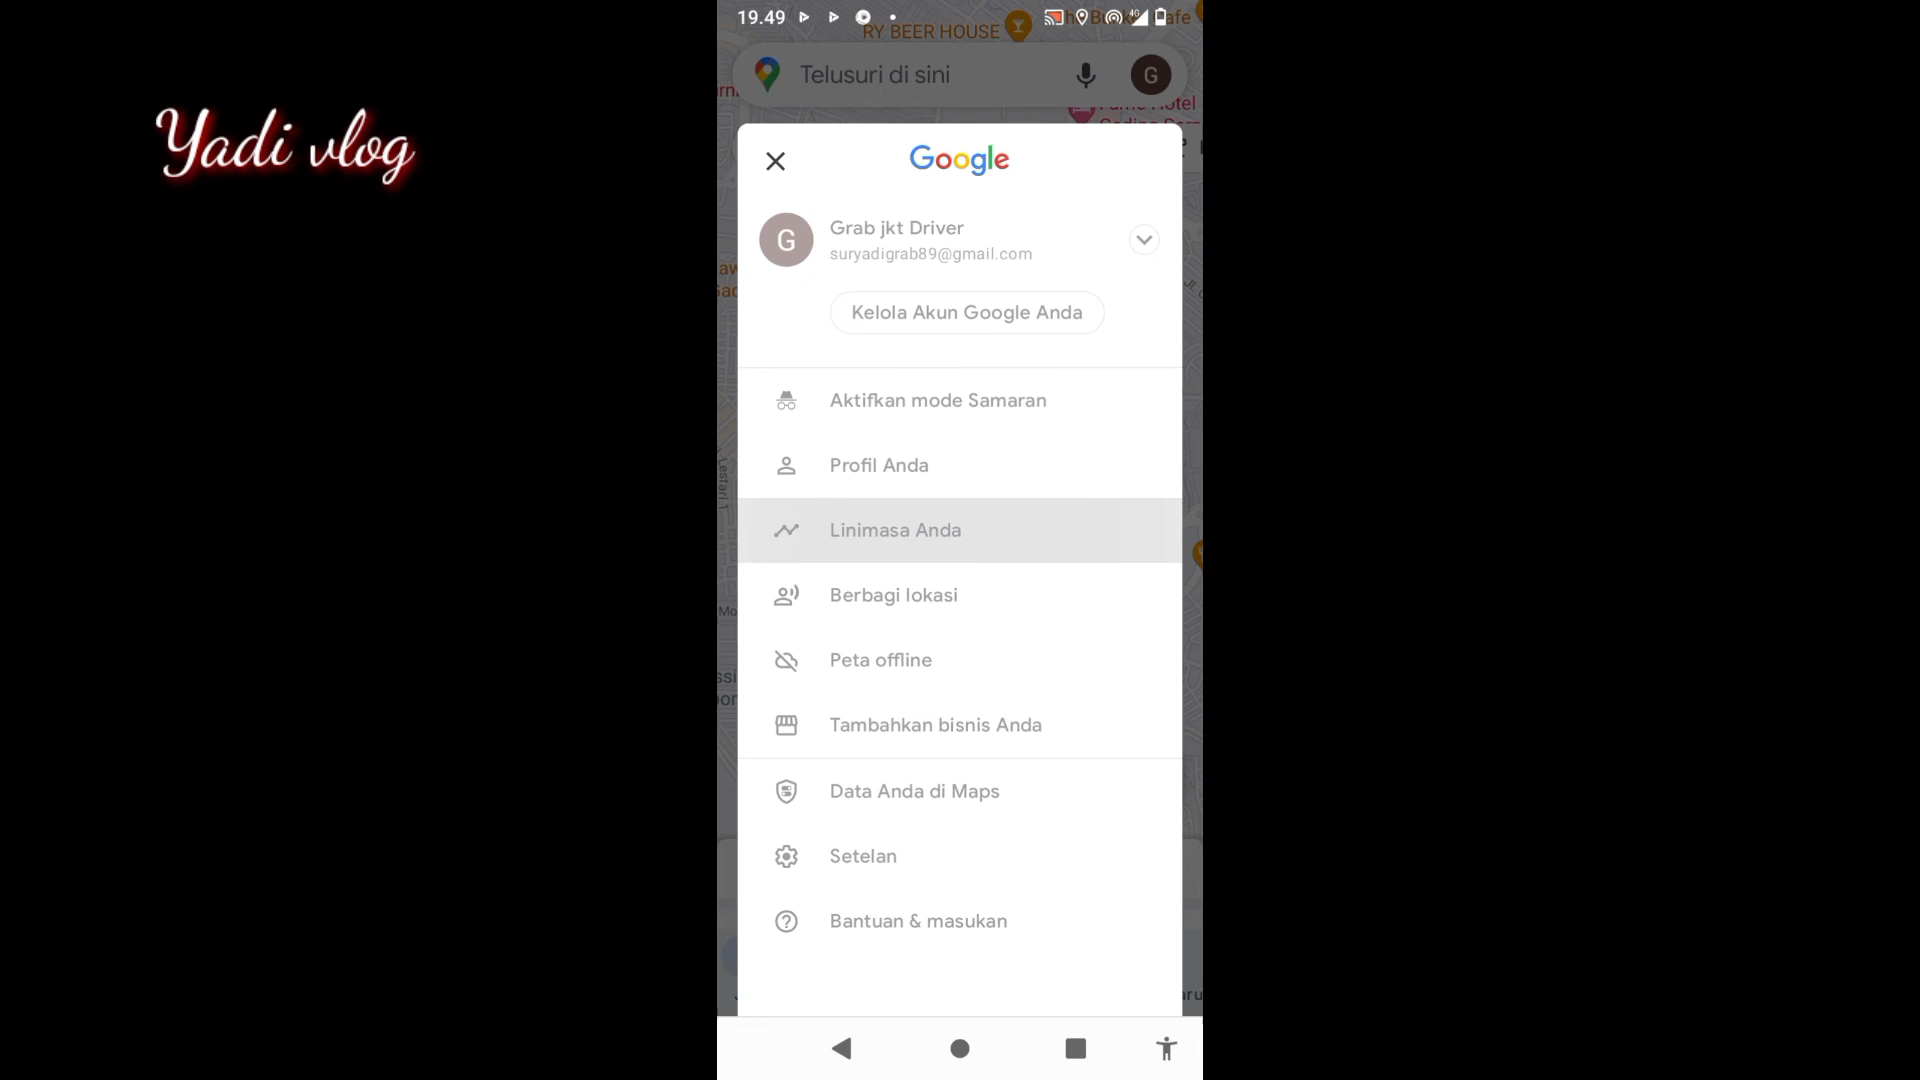 19.49
4G
RY BEER HOUSE
Telusuri di sini
G
Yadi vlog
Google
G
Grab jkt Driver
suryadigrab89@gmail.com
Kelola Akun Google Anda
Aktifkan mode Samaran
Profil Anda
Linimasa Anda
Berbagi lokasi
Peta offline
Tambahkan bisnis Anda
Data Anda di Maps
Setelan
Bantuan & masukan